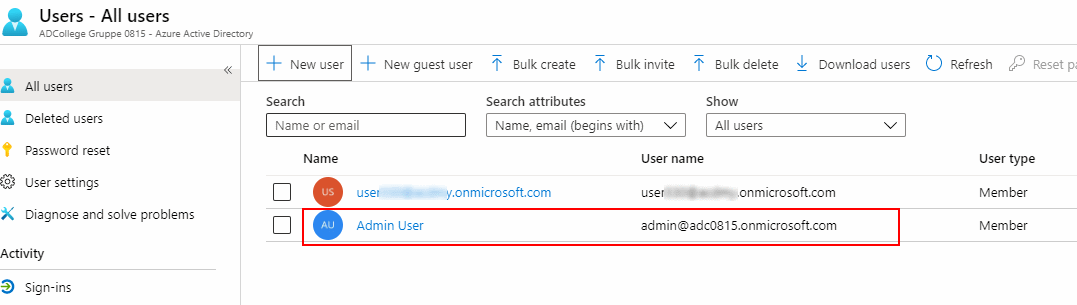 Users - All users
ADCollege Gruppe 0815 - Azure Active Directory
«
All users
Deleted users
Password reset
User settings
Diagnose and solve problems
Activity
Sign-ins
New user New guest user Bulk create Bulk invite Bulk delete Download users Refresh Reset pa
Search Search attributes Show
Name or email Name, email (begins with) All users
Name User name User type
US user .onmicrosoft.com user .onmicrosoft.com Member
AU Admin User admin@adc0815.onmicrosoft.com Member